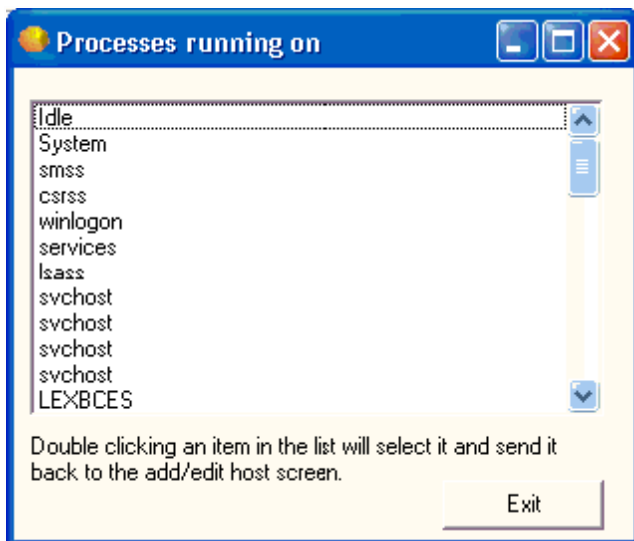 Processes running on
Idle
System
smss
csrss
winlogon
services
lsass
svchost
svchost
svchost
svchost
LEXBCES
Double clicking an item in the list will select it and send it
back to the add/edit host screen.
Exit